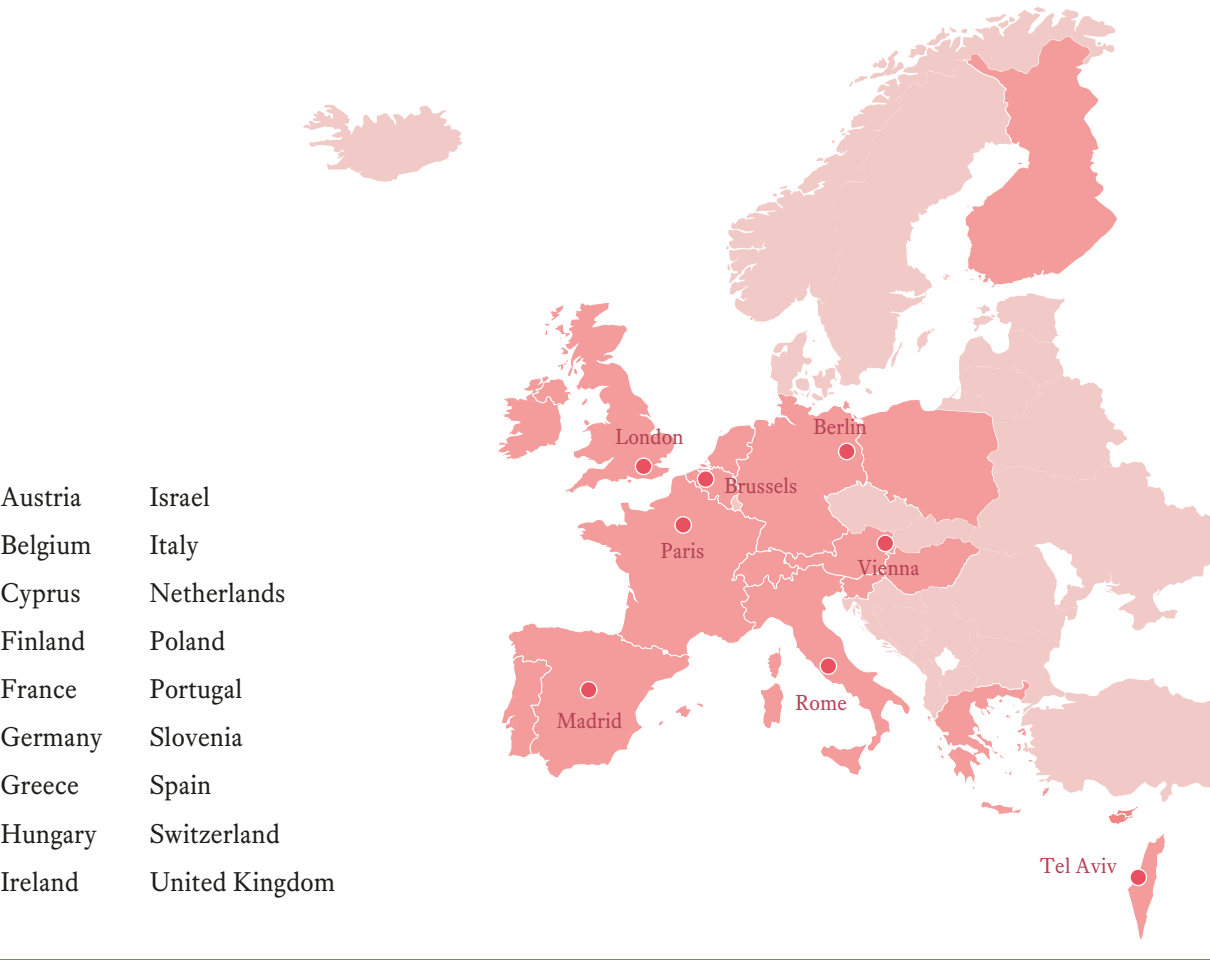 London
Berlin
Brussels
Paris
Vienna
Madrid
Rome
Tel Aviv
Austria
Belgium
Cyprus
Finland
France
Germany
Greece
Hungary
Ireland
Israel
Italy
Netherlands
Poland
Portugal
Slovenia
Spain
Switzerland
United Kingdom